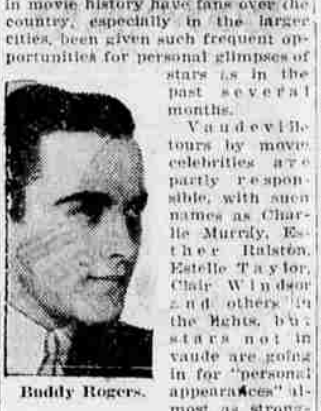 in movie history have fans over the
country, especially in the larger
cities, been given such frequent op-
portunities for personal glimpses of
stars as in the
past several
months.
Vaudeville
tours by movie
celebrities are
partly respon-
sible, with such
names as Char-
lie Murray, Es-
ther Ralston,
Estelle Taylor,
Clair Windsor
and others in
the lights, but
stars not in
vaude are going
in for "personal
appearances" al-
most as strong-
Buddy Rogers.